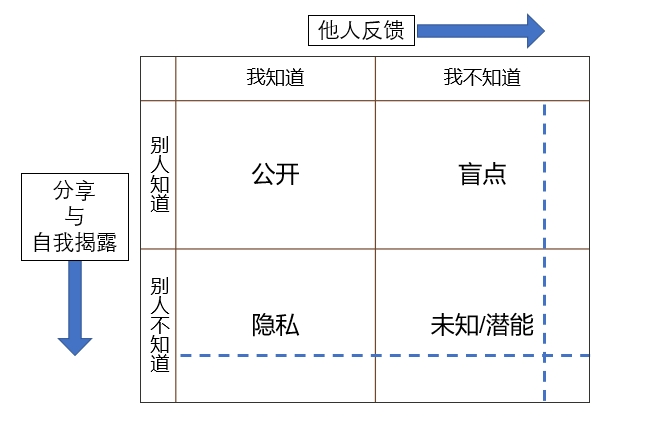 他人反馈
我知道
我不知道
别人知道
公开
盲点
分享
与
自我揭露
别人不知道
隐私
未知/潜能